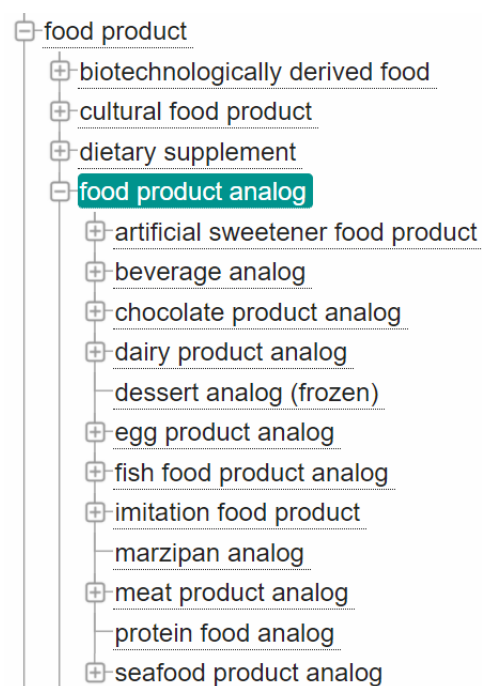 food product
biotechnologically derived food
cultural food product
dietary supplement
food product analog
artificial sweetener food product
beverage analog
chocolate product analog
dairy product analog
dessert analog (frozen)
egg product analog
fish food product analog
imitation food product
marzipan analog
meat product analog
protein food analog
seafood product analog